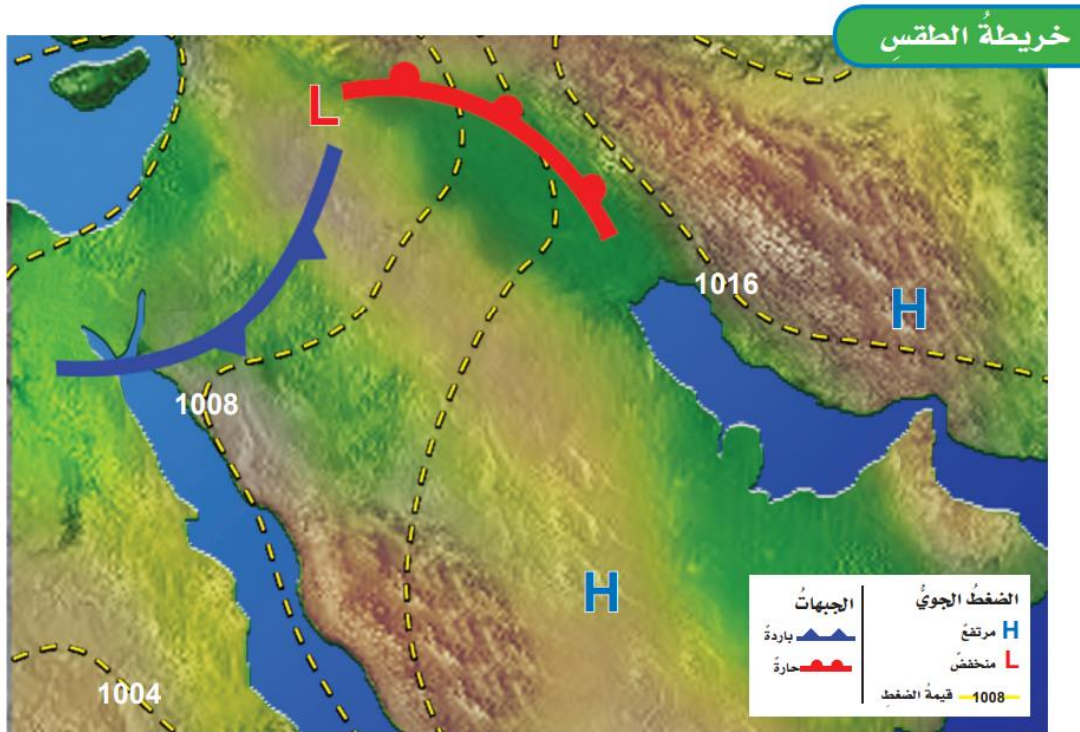 خريطةُ الطقسِ
L
1016
H
1008
H
1004
الضغطُ الجويُّ
H مرتفعٌ
L منخفضٌ
1008 قيمةُ الضغطِ
الجبهاتُ
باردةٌ
حارةٌ